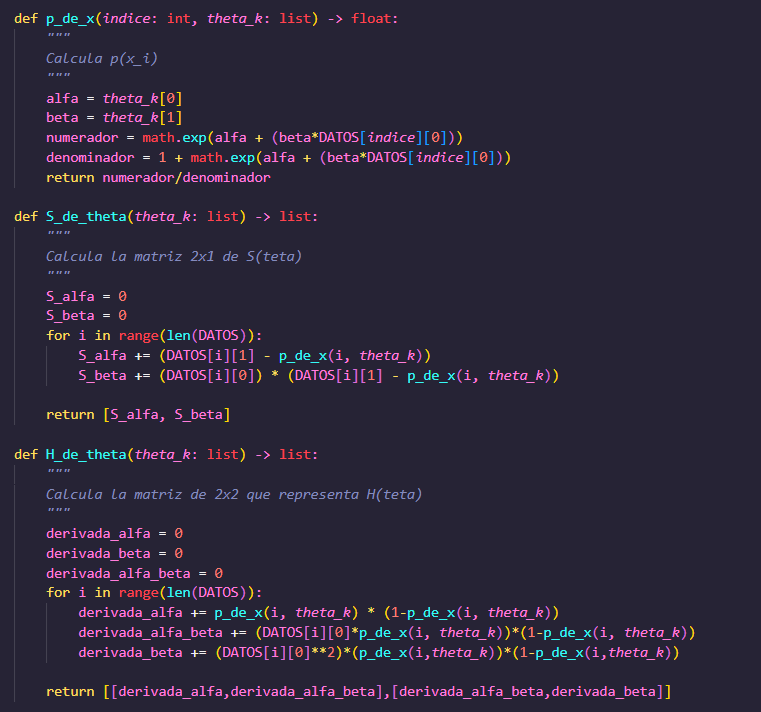 def p_de_x(indice: int, theta_k: list) -> float:
    """
    Calcula p(x_i)
    """
    alfa = theta_k[0]
    beta = theta_k[1]
    numerador = math.exp(alfa + (beta*DATOS[indice][0]))
    denominador = 1 + math.exp(alfa + (beta*DATOS[indice][0]))
    return numerador/denominador

def S_de_theta(theta_k: list) -> list:
    """
    Calcula la matriz 2x1 de S(teta)
    """
    S_alfa = 0
    S_beta = 0
    for i in range(len(DATOS)):
        S_alfa += (DATOS[i][1] - p_de_x(i, theta_k))
        S_beta += (DATOS[i][0]) * (DATOS[i][1] - p_de_x(i, theta_k))

    return [S_alfa, S_beta]

def H_de_theta(theta_k: list) -> list:
    """
    Calcula la matriz de 2x2 que representa H(teta)
    """
    derivada_alfa = 0
    derivada_beta = 0
    derivada_alfa_beta = 0
    for i in range(len(DATOS)):
        derivada_alfa += p_de_x(i, theta_k) * (1-p_de_x(i, theta_k))
        derivada_alfa_beta += (DATOS[i][0]*p_de_x(i, theta_k))*(1-p_de_x(i, theta_k))
        derivada_beta += (DATOS[i][0]**2)*(p_de_x(i,theta_k))*(1-p_de_x(i,theta_k))

    return [[derivada_alfa,derivada_alfa_beta],[derivada_alfa_beta,derivada_beta]]